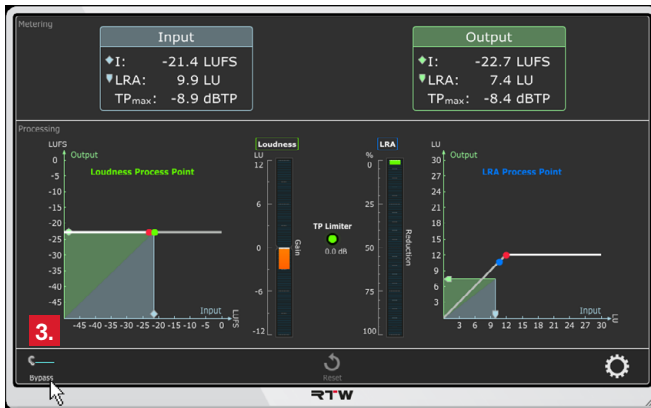 Metering
Input
I: -21.4 LUFS
LRA: 9.9 LU
TPmax: -8.9 dBTP
Output
I: -22.7 LUFS
LRA: 7.4 LU
TPmax: -8.4 dBTP
Processing
LUFS
Output
Loudness Process Point
0
-5
-10
-15
-20
-25
-30
-35
-40
-45
-45 -40 -35 -30 -25 -20 -15 -10 -5 0
Input
LUFS
Loudness
LU
12
6
0
-6
-12
Gain
TP Limiter
0.0 dB
LRA
%
0
25
50
75
100
Reduction
LU
Output
LRA Process Point
30
27
24
21
18
15
12
9
6
3
3 6 9 12 15 18 21 24 27 30
Input
LU
3.
Bypass
Reset
RTW